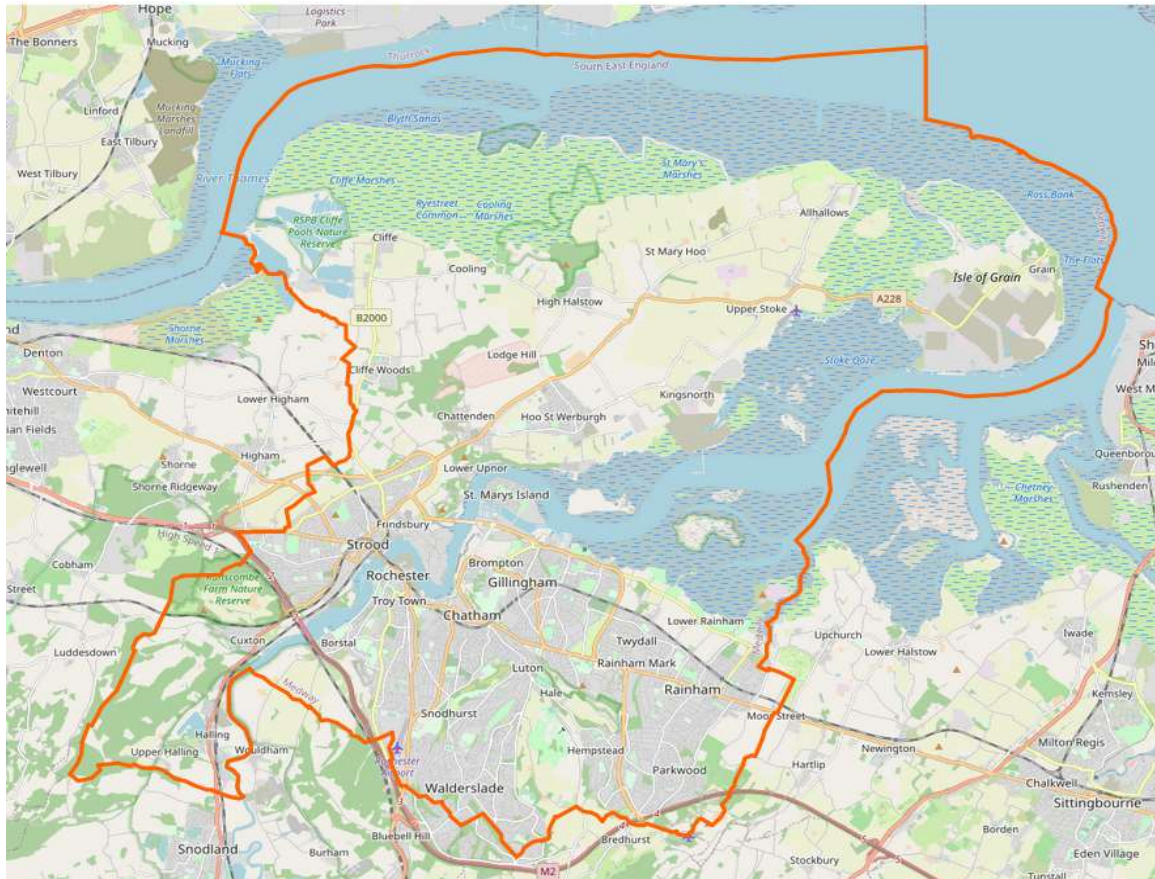 Hope
Logistics
Park
The Bonners
Mucking
Mucking
Flats
Thurrock
South East England
Linford
Mucking
Marshes
Landfill
East Tilbury
West Tilbury
Blyth Sands
River Thames
Cliffe Marshes
St Mary's
Marshes
Ross Bank
Ryestreet
Common
Cooling
Marshes
RSPB Cliffe
Pools Nature
Reserve
Cliffe
Allhallows
St Mary Hoo
Cooling
The Flats
Grain
Isle of Grain
High Halstow
A228
Upper Stoke
B2000
Shorne
Marshes
Denton
Lodge Hill
Stoke Ooze
Westcourt
Cliffe Woods
Kingsnorth
Lower Higham
Chattenden
Hoo St Werburgh
Higham
Shorne
Lower Upnor
Shorne Ridgeway
St. Marys Island
Rushenden
Chetney
Marshes
Frindsbury
High Speed 1
Strood
Cobham
Brompton
Rochester
Gillingham
Farm Nature
Reserve
Troy Town
Chatham
Lower Rainham
Medway
Upchurch
Iwade
Cuxton
Borstal
Twydall
Luddesdown
Lower Halstow
Rainham Mark
Luton
Medway
Rainham
Kemsley
Hale
Snodhurst
Moor Street
Halling
Wouldham
Upper Halling
Hempstead
Newington
Milton Regis
Rochester
Airport
Parkwood
Hartlip
Chalkwell
Walderslade
3
Sittingbourne
Bluebell Hill
4
4
Borden
Snodland
Burham
Bredhurst
Eden Village
Stockbury
M2
Tunstall